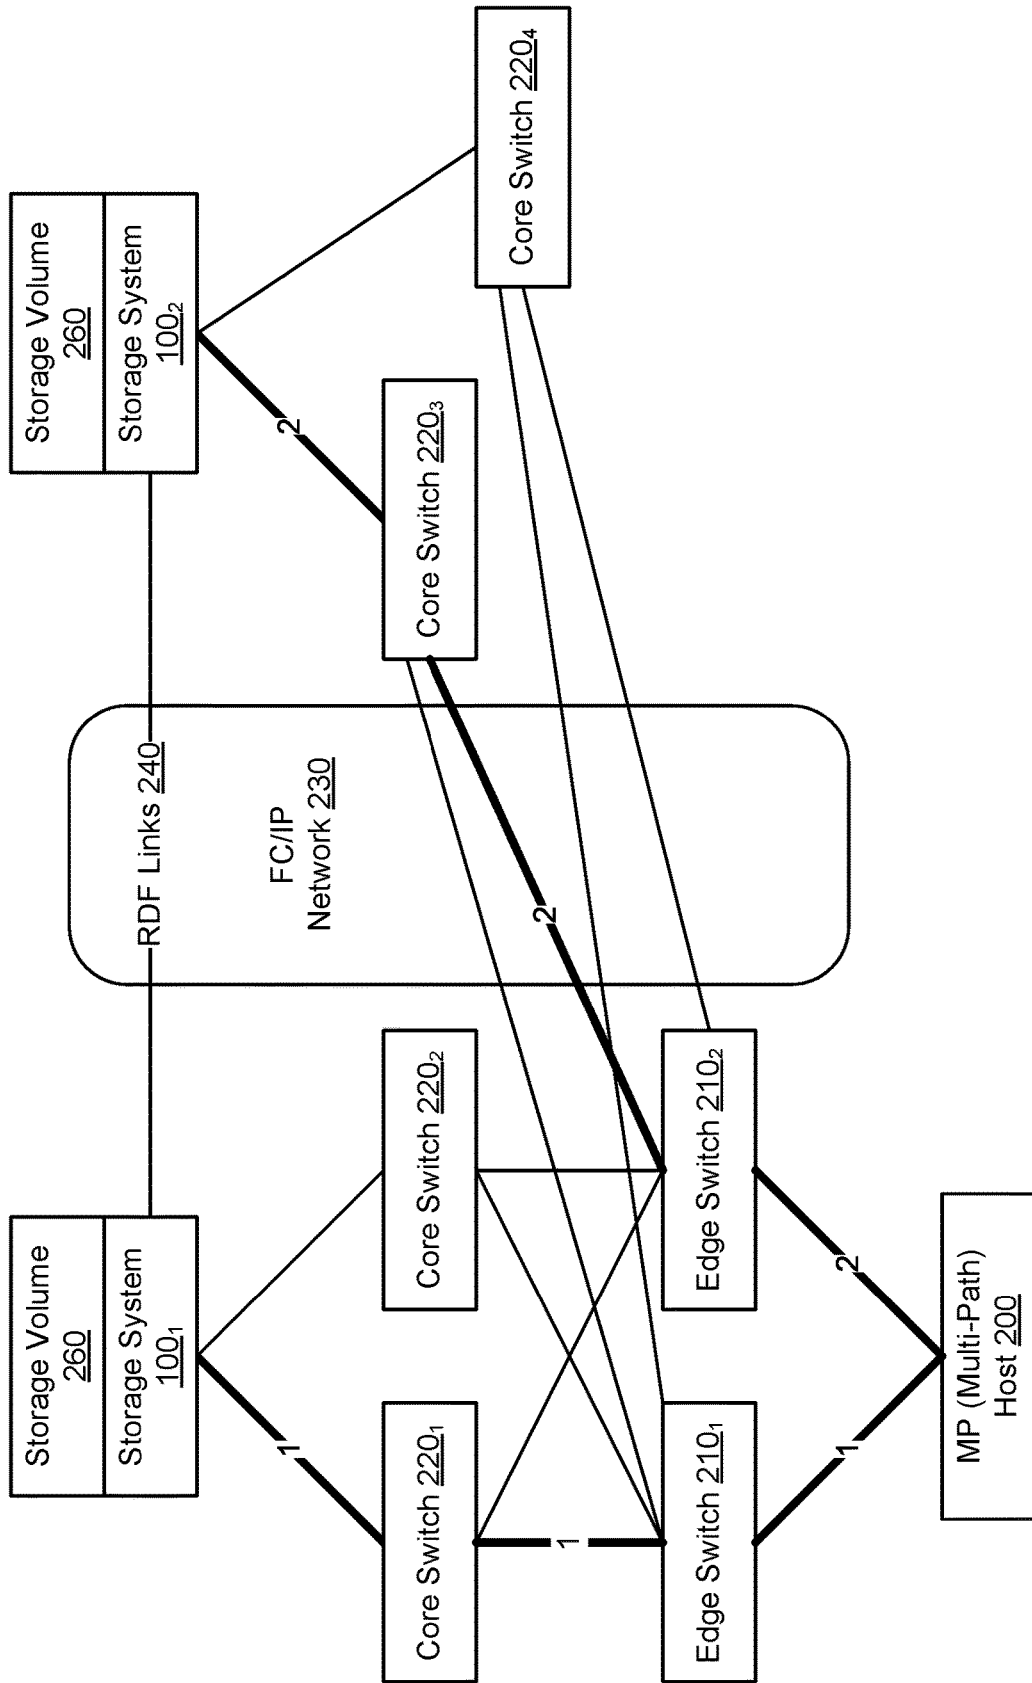 Storage Volume
260
Storage System
100₁
Storage Volume
260
Storage System
100₂
RDF Links 240
FC/IP
Network 230
Core Switch 220₁
Core Switch 220₂
Core Switch 220₃
Core Switch 220₄
1
2
1
2
Edge Switch 210₁
Edge Switch 210₂
1
2
MP (Multi-Path)
Host 200